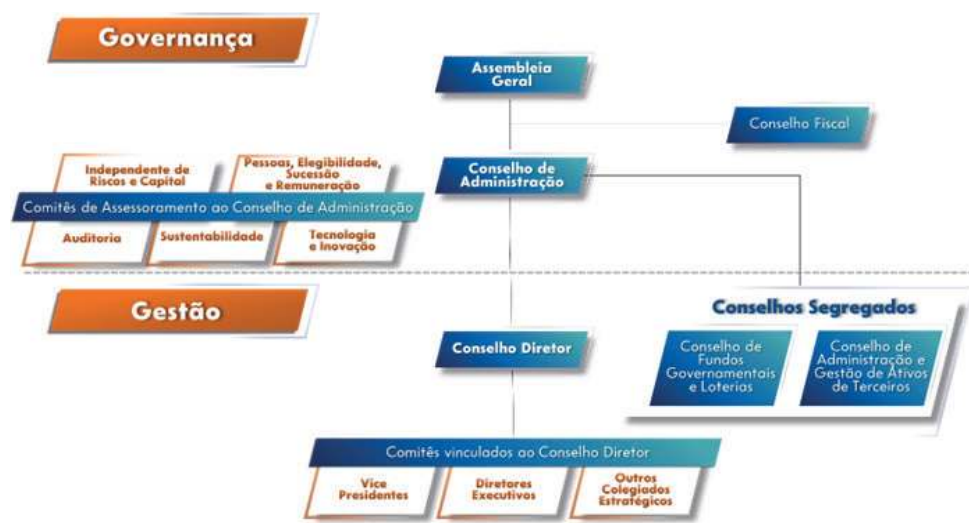 Governança
Assembleia
Geral
Conselho Fiscal
Conselho de
Administração
Independente de
Riscos e Capital
Pessoas, Elegibilidade,
Sucessão
e Remuneração
Comitês de Assessoramento ao Conselho de Administração
Auditoria
Sustentabilidade
Tecnologia
e Inovação
Gestão
Conselho Diretor
Conselhos Segregados
Conselho de
Fundos
Governamentais
e Loterias
Conselho de
Administração e
Gestão de Ativos
de Terceiros
Comitês vinculados ao Conselho Diretor
Vice
Presidentes
Diretores
Executivos
Outros
Colegiados
Estratégicos